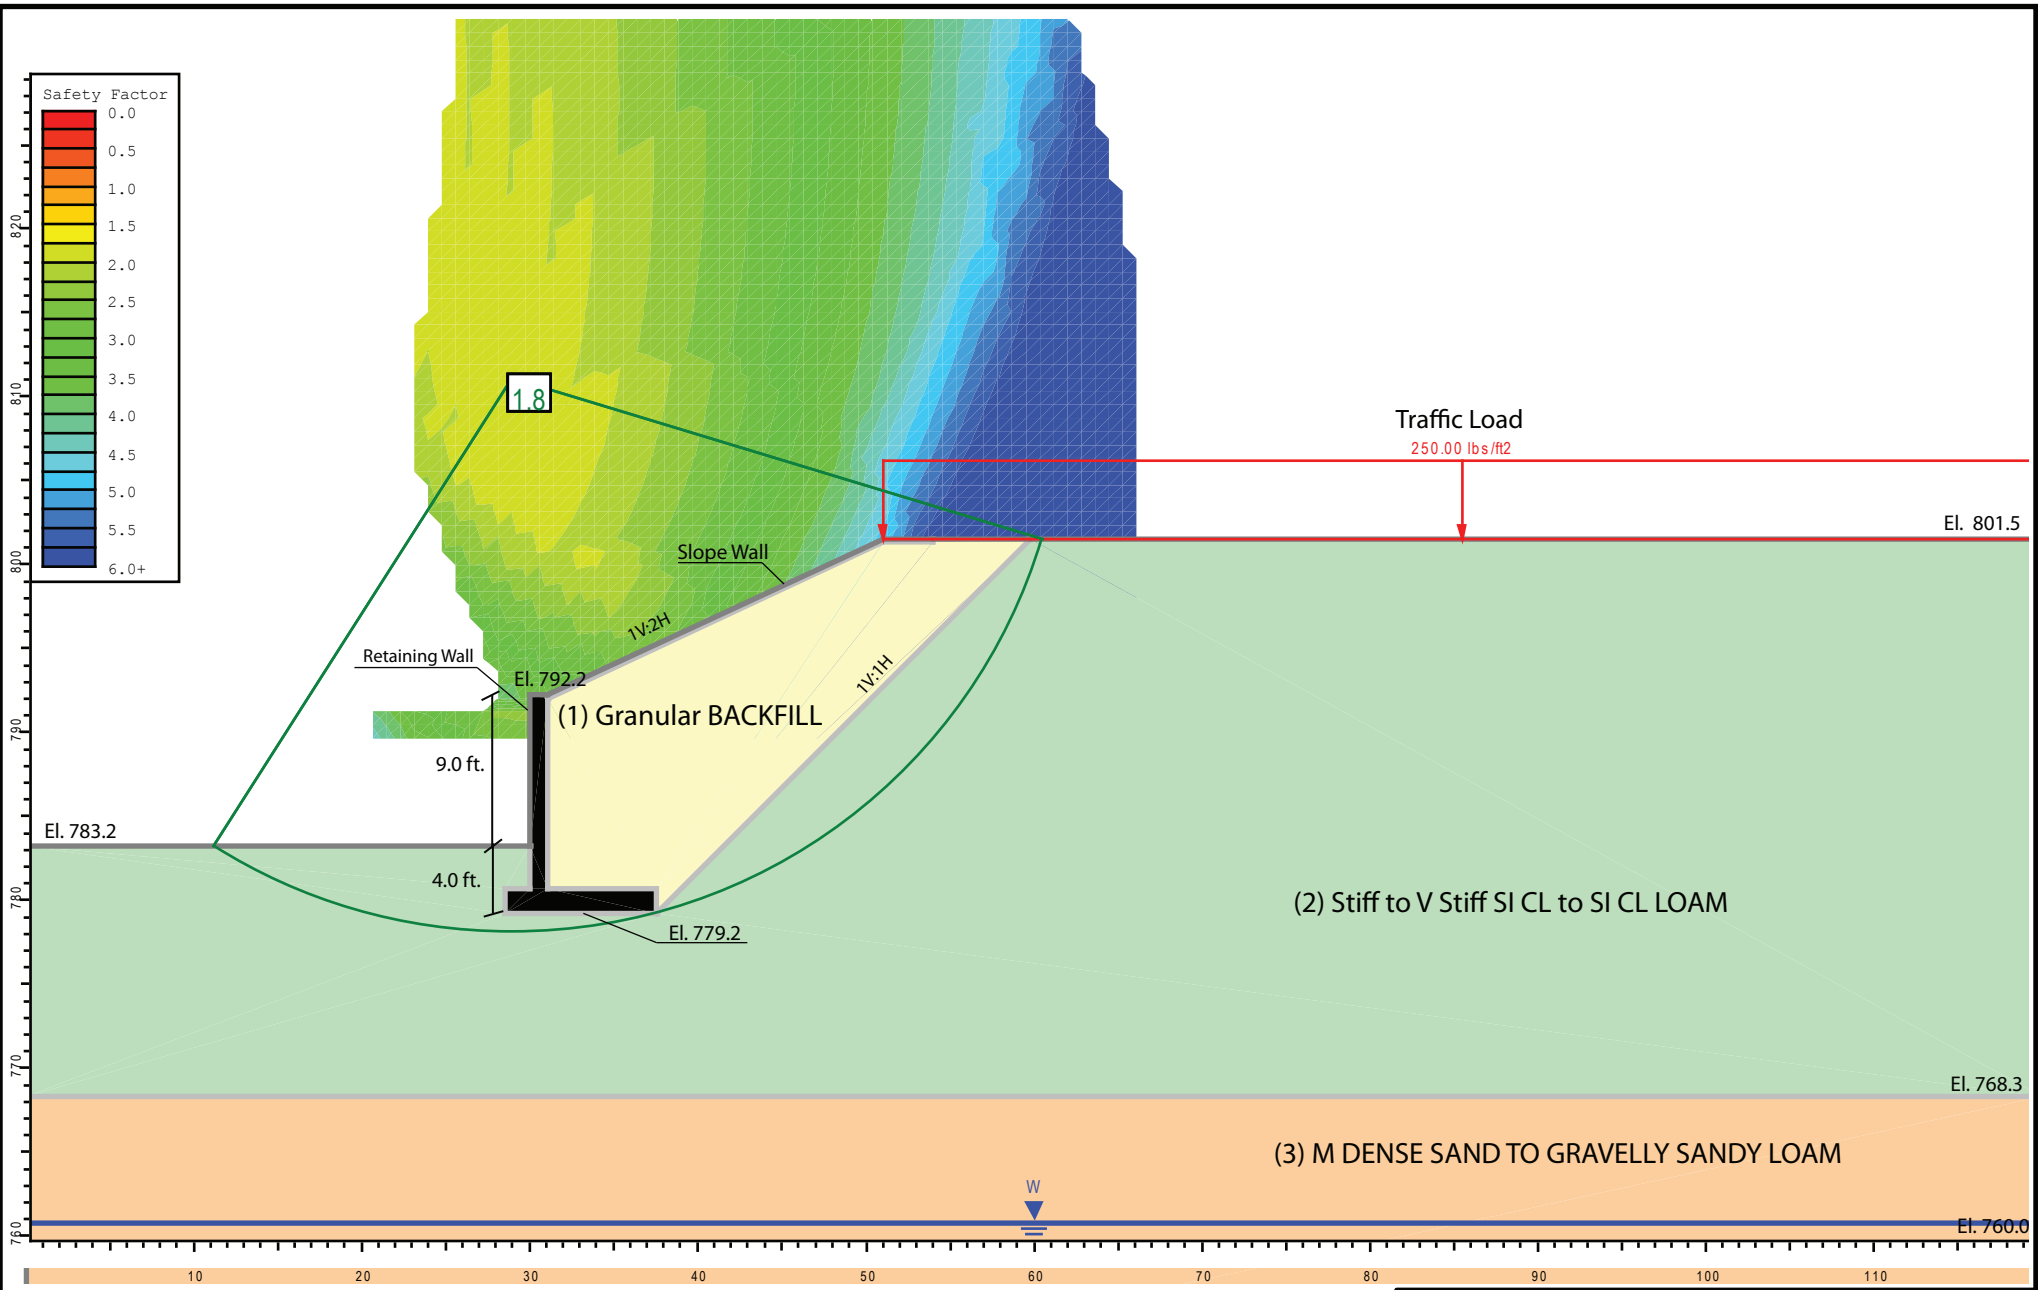 Safety Factor
0.0
0.5
1.0
1.5
2.0
2.5
3.0
3.5
4.0
4.5
5.0
5.5
6.0+
820
810
800
790
780
770
760
1.8
Traffic Load
250.00 lbs/ft2
El. 801.5
Slope Wall
1V:2H
Retaining Wall
El. 792.2
1V:1H
(1) Granular BACKFILL
9.0 ft.
El. 783.2
4.0 ft.
(2) Stiff to V Stiff SI CL to SI CL LOAM
El. 779.2
El. 768.3
(3) M DENSE SAND TO GRAVELLY SANDY LOAM
W
El. 760.0
10 20 30 40 50 60 70 80 90 100 110